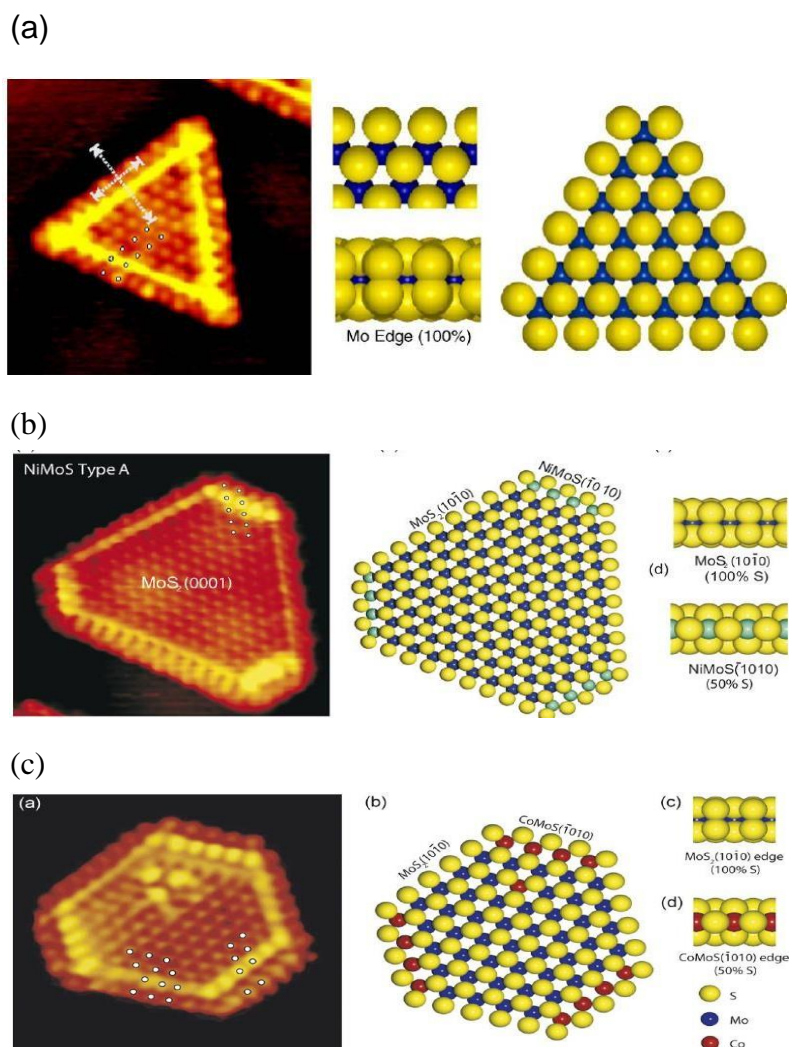 (a)
Mo Edge (100%)
(b)
NiMoS Type A
MoS₂(0001)
MoS₂(101̄0)
NiMoS(1̄010)
MoS₂(101̄0)
(100% S)
(d)
NiMoS(1̄010)
(50% S)
(c)
(a)
(b)
MoS₂(101̄0)
CoMoS(1̄010)
(c)
MoS₂(101̄0) edge
(100% S)
(d)
CoMoS(1̄010) edge
(50% S)
S
Mo
Co